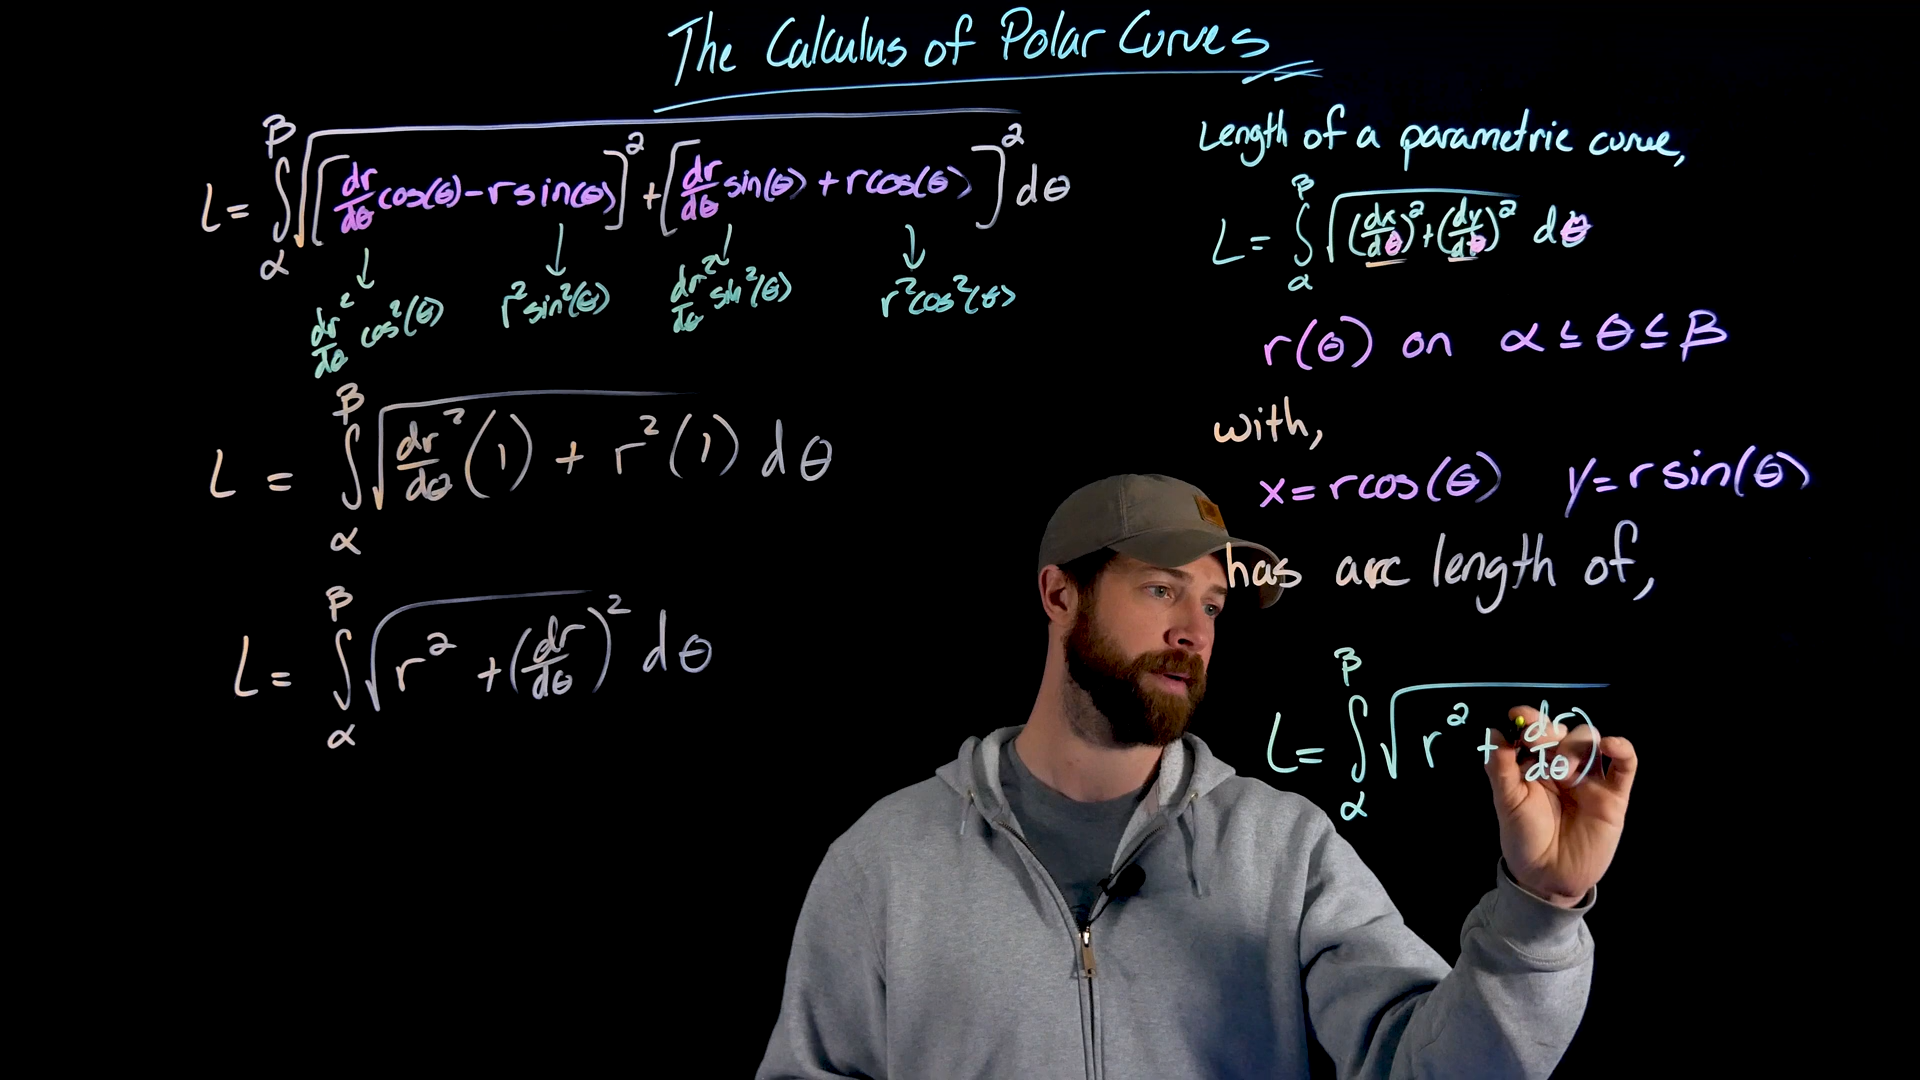 The Calculus of Polar Curves
L = ∫_α^β √([dr/dθ cos(θ) - r sin(θ)]² + [dr/dθ sin(θ) + r cos(θ)]²) dθ
↓ ↓ ↓ ↓
dr²/dθ cos²(θ) r² sin²(θ) dr²/dθ sin²(θ) r² cos²(θ)
L = ∫_α^β √(dr²/dθ (1) + r² (1)) dθ
L = ∫_α^β √(r² + (dr/dθ)²) dθ
Length of a parametric curve,
L = ∫_α^β √((dx/dθ)² + (dy/dθ)²) dθ
r(θ) on α ≤ θ ≤ β
with,
x = r cos(θ) y = r sin(θ)
has arc length of,
L = ∫_α^β √(r² + dr/dθ)